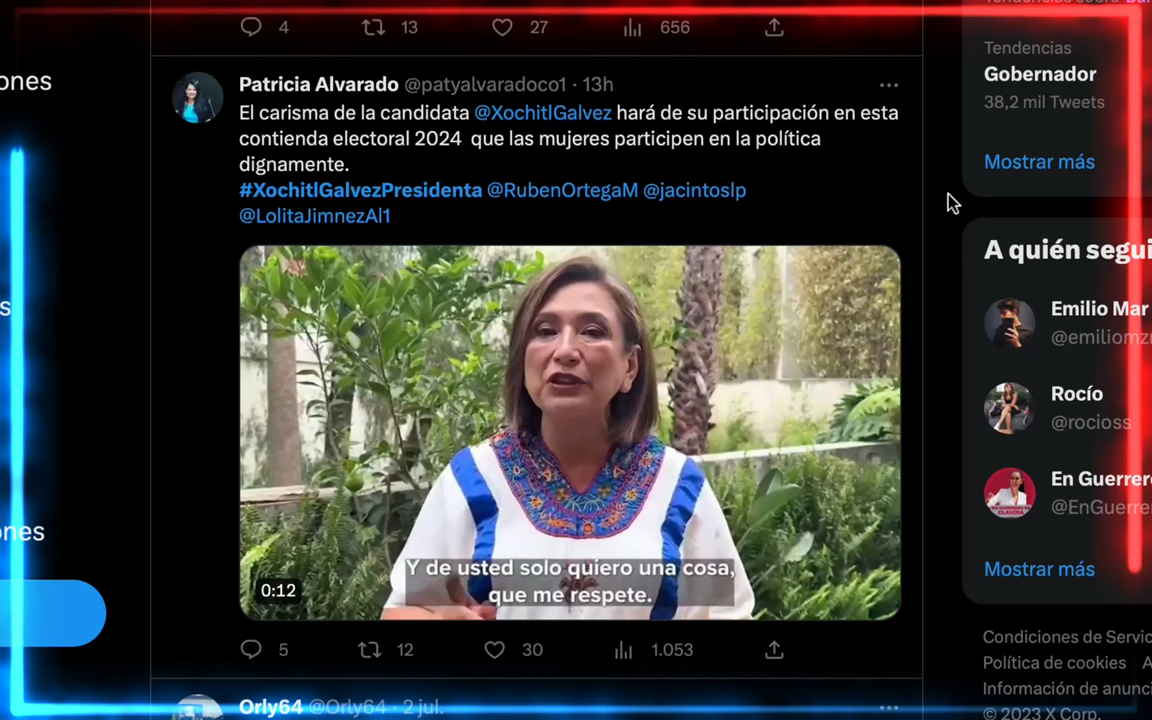 4 13 27 656
ones
Patricia Alvarado @patyalvaradoco1 · 13h
El carisma de la candidata @XochitlGalvez hará de su participación en esta
contienda electoral 2024 que las mujeres participen en la política
dignamente.
#XochitlGalvezPresidenta @RubenOrtegaM @jacintoslp
@LolitaJimnezAl1
Y de usted solo quiero una cosa,
que me respete.
0:12
5 12 30 1.053
Orly64 @Orly64 · 2 jul.
s
ones
Tendencias
Gobernador
38,2 mil Tweets
Mostrar más
A quién segui
Emilio Mar
@emiliomz
Rocío
@rocioss
En Guerrer
@EnGuerre
Mostrar más
Condiciones de Servic
Política de cookies A
Información de anunci
© 2023 X Corp.